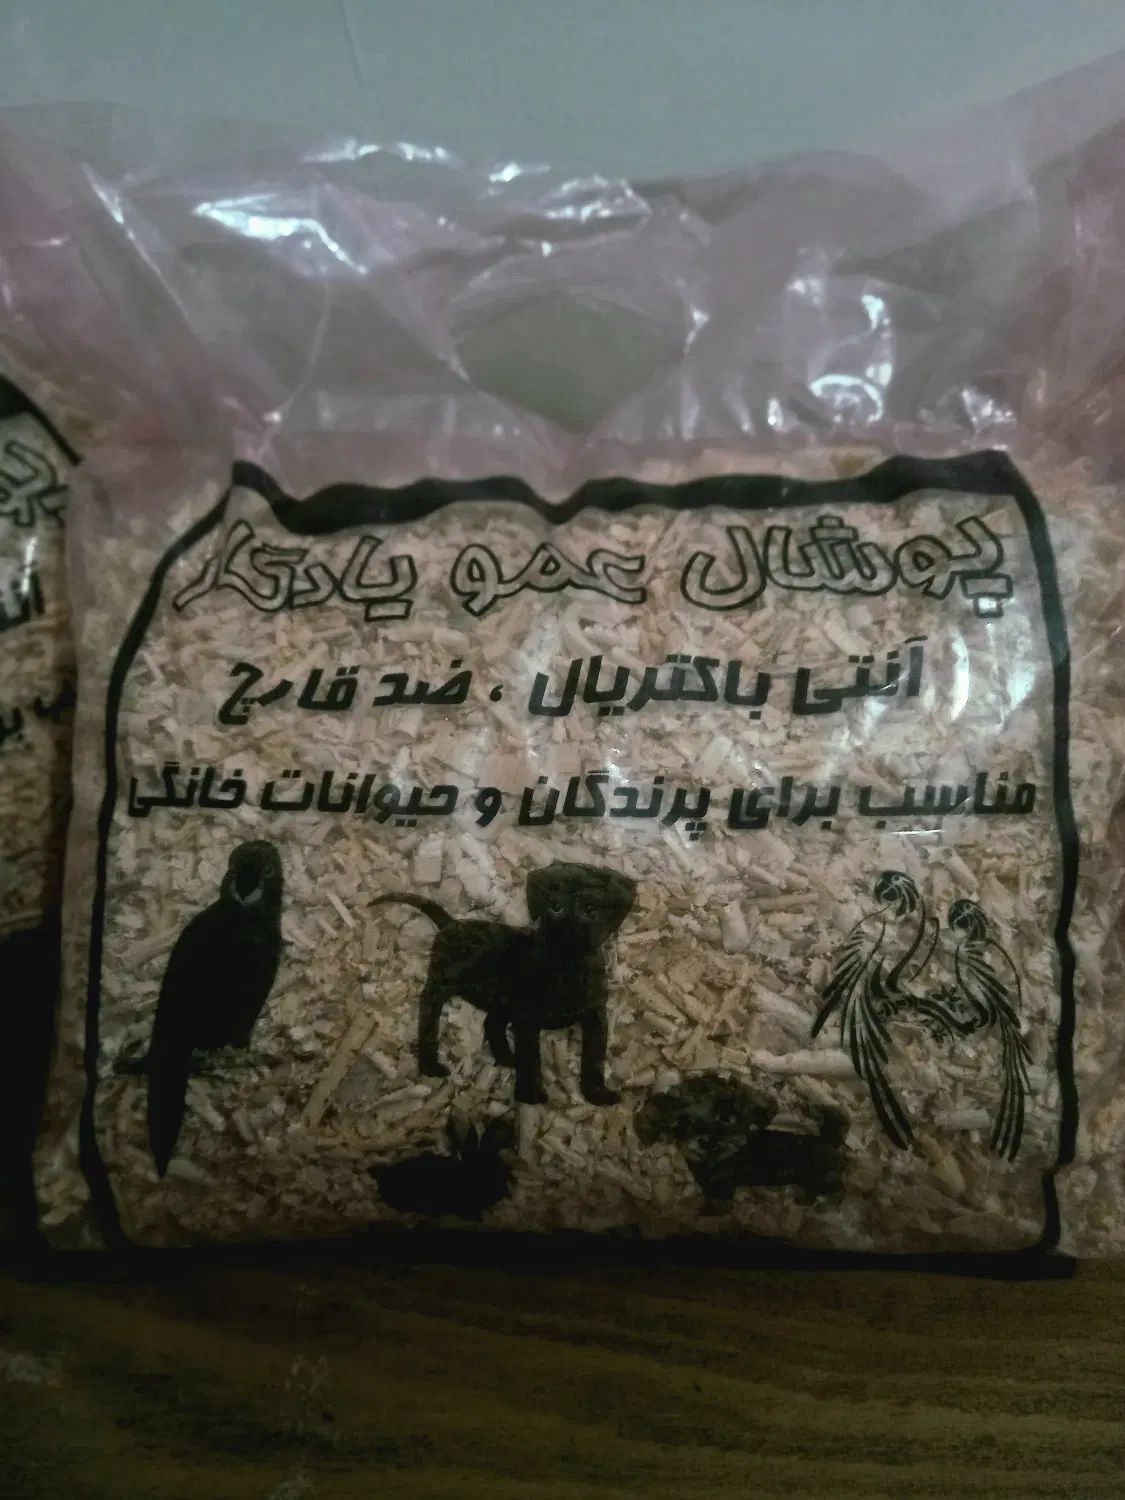 پوشال عمو یادگار
آنتی باکتریال ، ضد قارچ
مناسب برای پرندگان و حیوانات خانگی